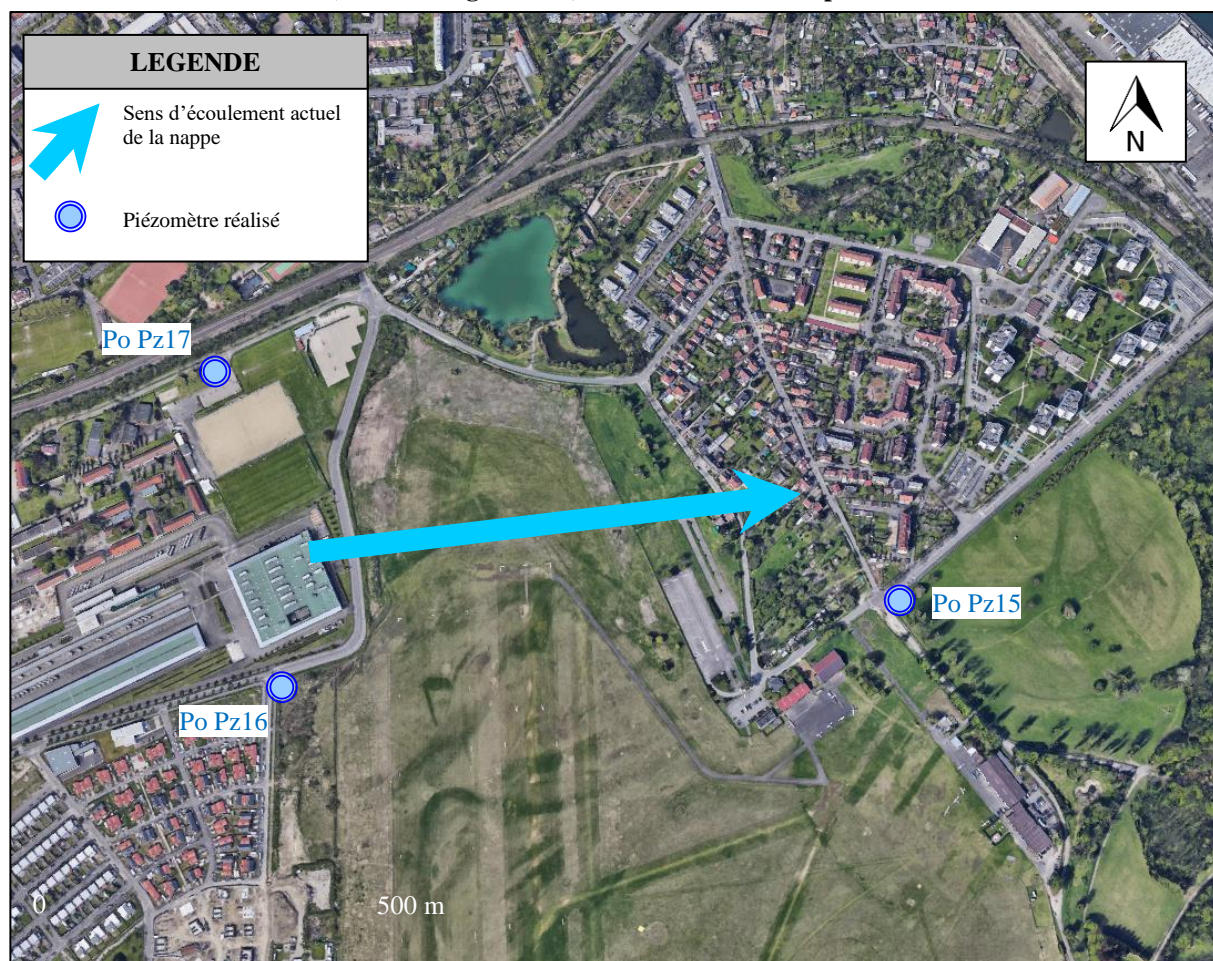 LEGENDE
Sens d'écoulement actuel
de la nappe
Piézomètre réalisé
N
Po Pz17
Po Pz15
Po Pz16
0
500 m